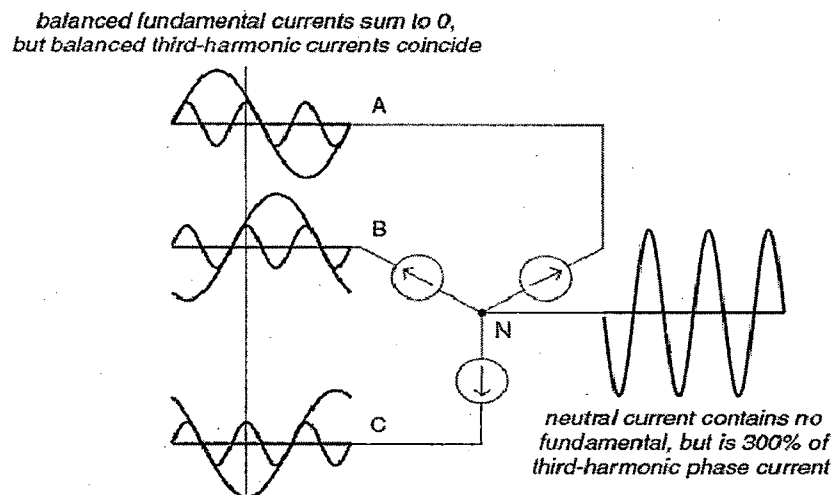 balanced fundamental currents sum to 0,
but balanced third-harmonic currents coincide
A
B
N
C
neutral current contains no
fundamental, but is 300% of
third-harmonic phase current